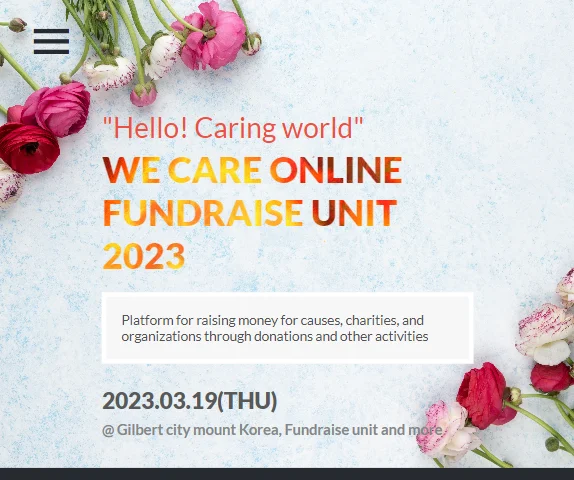 "Hello! Caring world"
WE CARE ONLINE
FUNDRAISE UNIT
2023
Platform for raising money for causes, charities, and
organizations through donations and other activities
2023.03.19(THU)
@ Gilbert city mount Korea, Fundraise unit and more